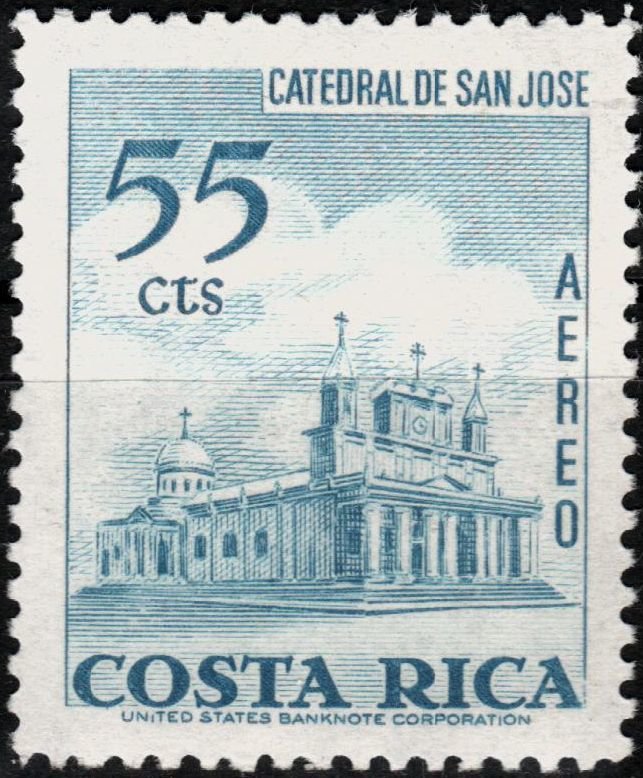 CATEDRAL DE SAN JOSE
55
cts
AEREO
COSTA RICA
UNITED STATES BANKNOTE CORPORATION